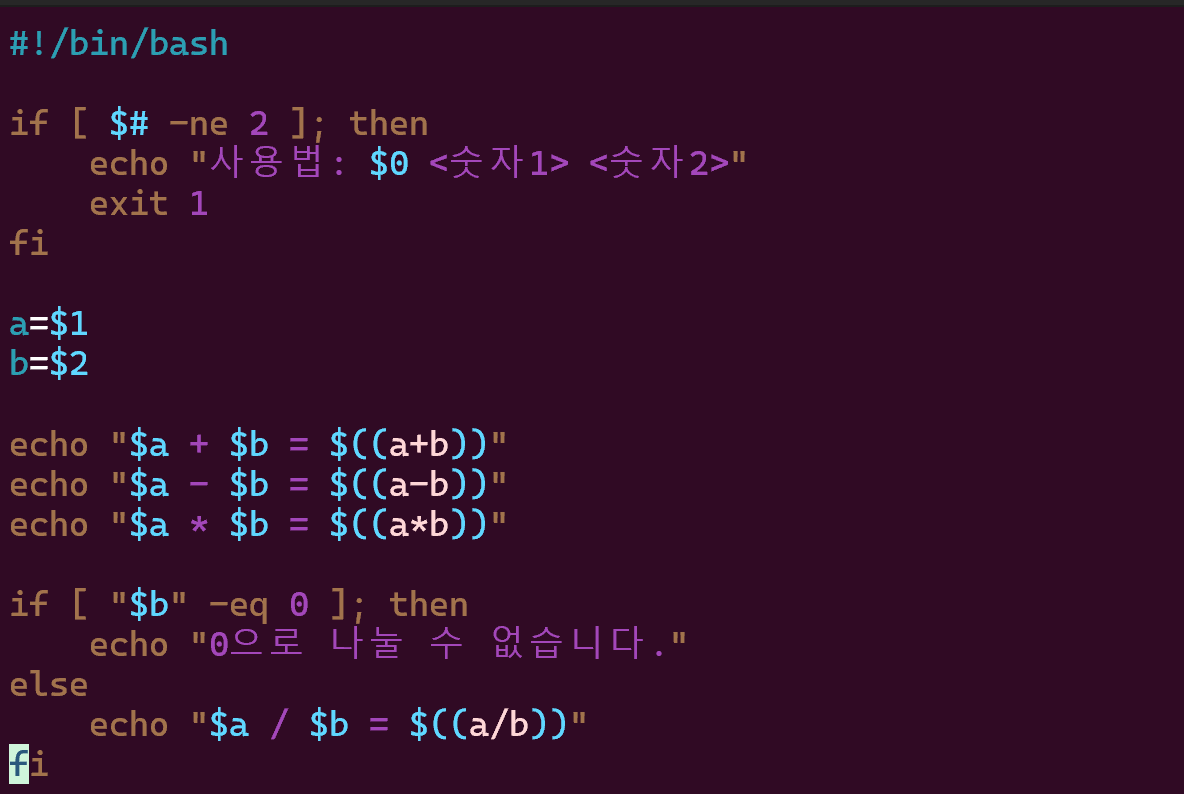 #!/bin/bash

if [ $# -ne 2 ]; then
    echo "사용법: $0 <숫자1> <숫자2>"
    exit 1
fi

a=$1
b=$2

echo "$a + $b = $((a+b))"
echo "$a - $b = $((a-b))"
echo "$a * $b = $((a*b))"

if [ "$b" -eq 0 ]; then
    echo "0으로 나눌 수 없습니다."
else
    echo "$a / $b = $((a/b))"
fi